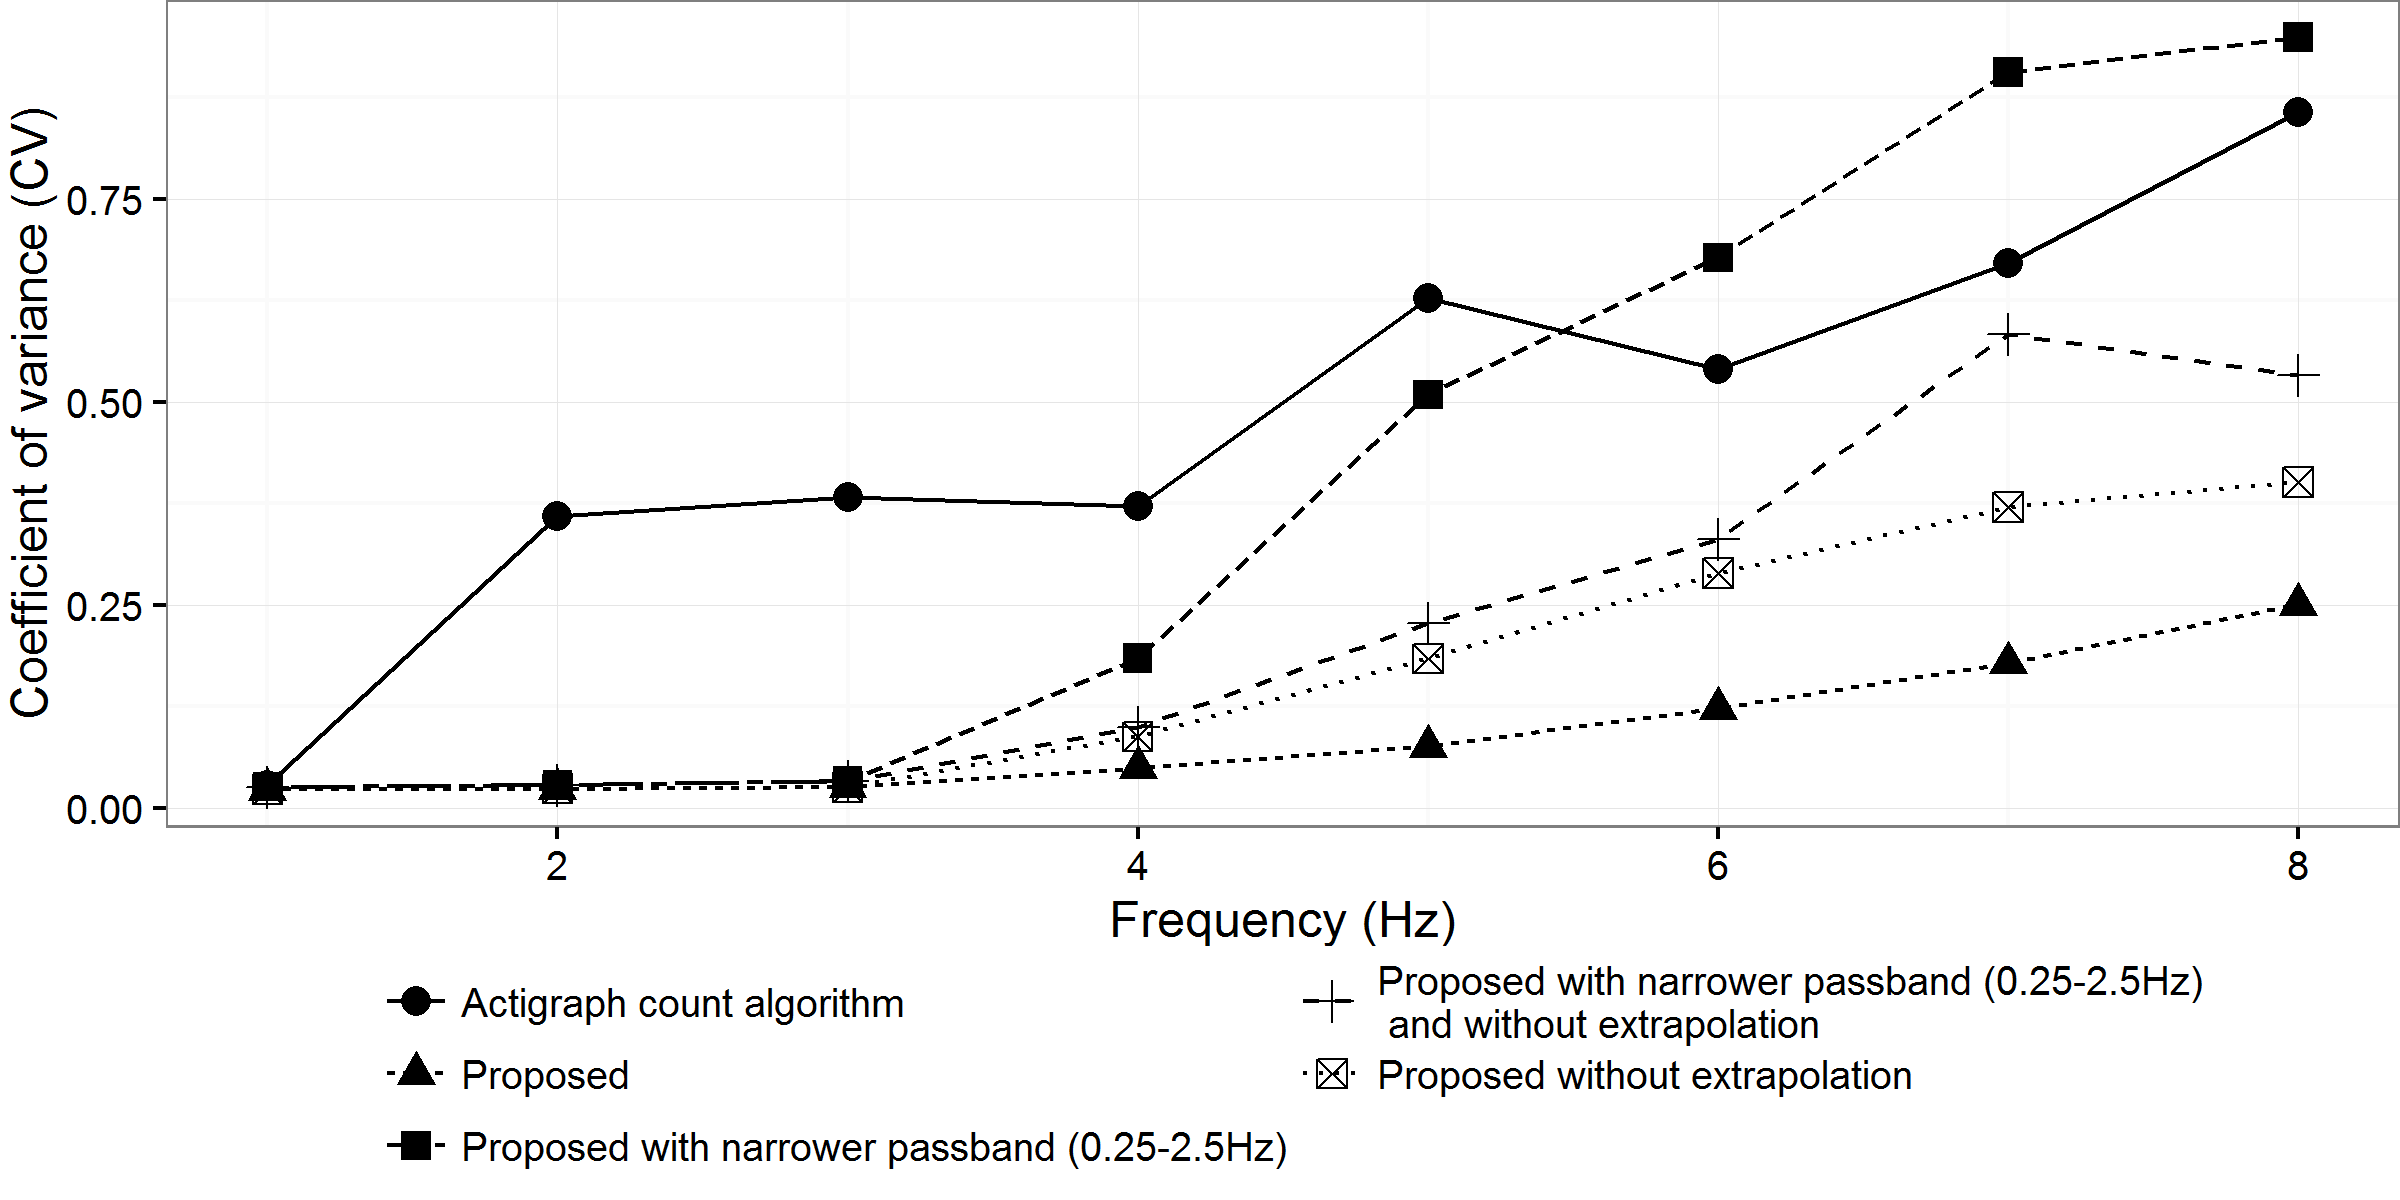 Coefficient of variance (CV)
0.75
0.50
0.25
0.00
2
4
6
8
Frequency (Hz)
Actigraph count algorithm
Proposed
Proposed with narrower passband (0.25-2.5Hz)
Proposed with narrower passband (0.25-2.5Hz)
and without extrapolation
Proposed without extrapolation